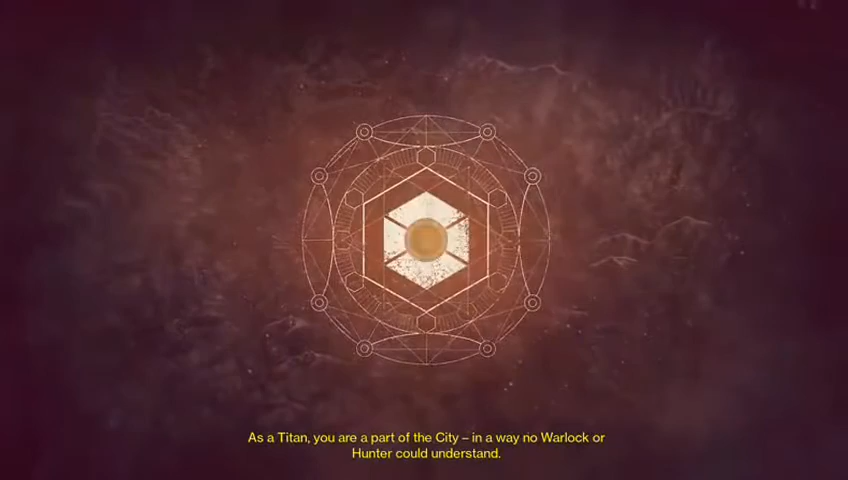 As a Titan, you are a part of the City – in a way no Warlock or
Hunter could understand.